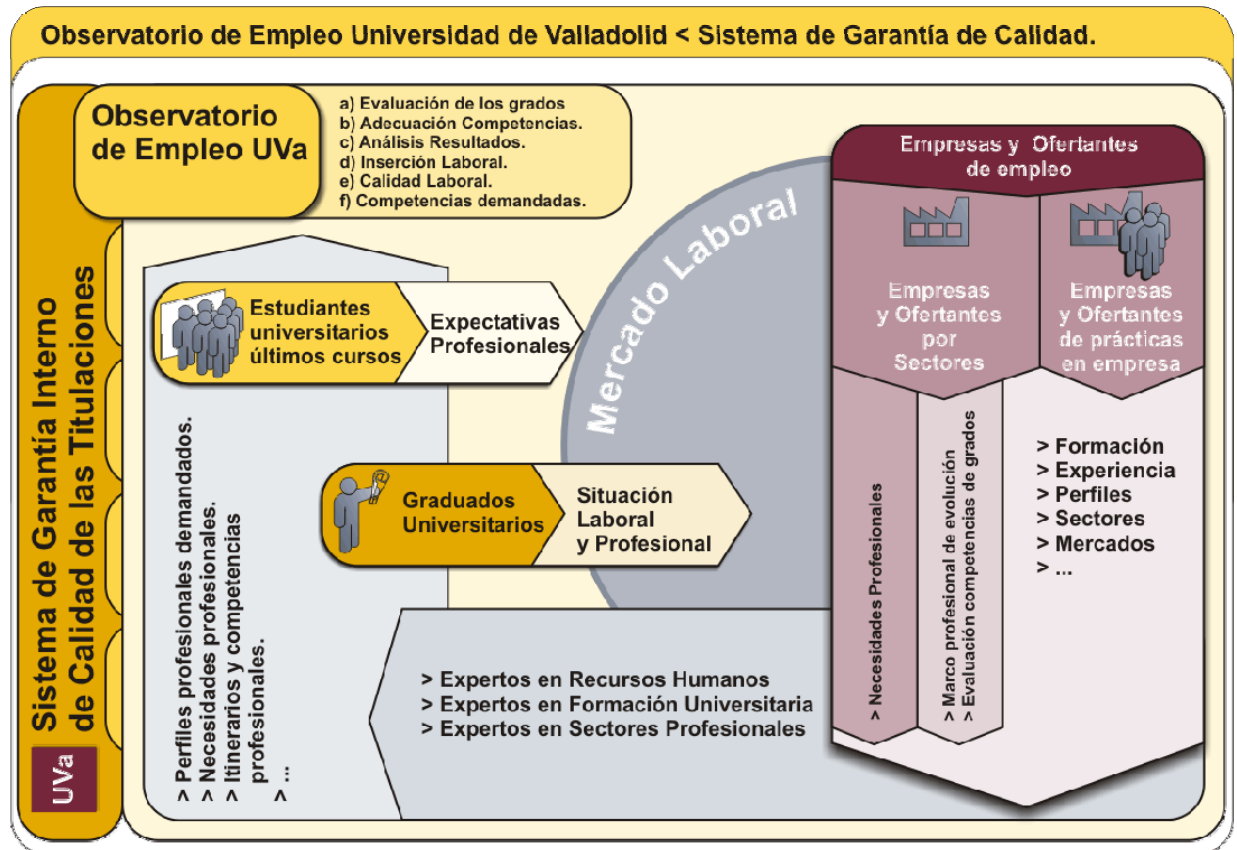 Observatorio de Empleo Universidad de Valladolid < Sistema de Garantía de Calidad.
Sistema de Garantía Interno
de Calidad de las Titulaciones
UVa
Observatorio
de Empleo UVa
a) Evaluación de los grados
b) Adecuación Competencias.
c) Análisis Resultados.
d) Inserción Laboral.
e) Calidad Laboral.
f) Competencias demandadas.
Estudiantes
universitarios
últimos cursos
Expectativas
Profesionales
Mercado Laboral
Graduados
Universitarios
Situación
Laboral
y Profesional
> Perfiles profesionales demandados.
> Necesidades profesionales.
> Itinerarios y competencias
profesionales.
> ...
> Expertos en Recursos Humanos
> Expertos en Formación Universitaria
> Expertos en Sectores Profesionales
Empresas y Ofertantes
de empleo
Empresas
y Ofertantes
por
Sectores
Empresas
y Ofertantes
de prácticas
en empresa
> Necesidades Profesionales
> Marco profesional de evolución
> Evaluación competencias de grados
> Formación
> Experiencia
> Perfiles
> Sectores
> Mercados
> ...